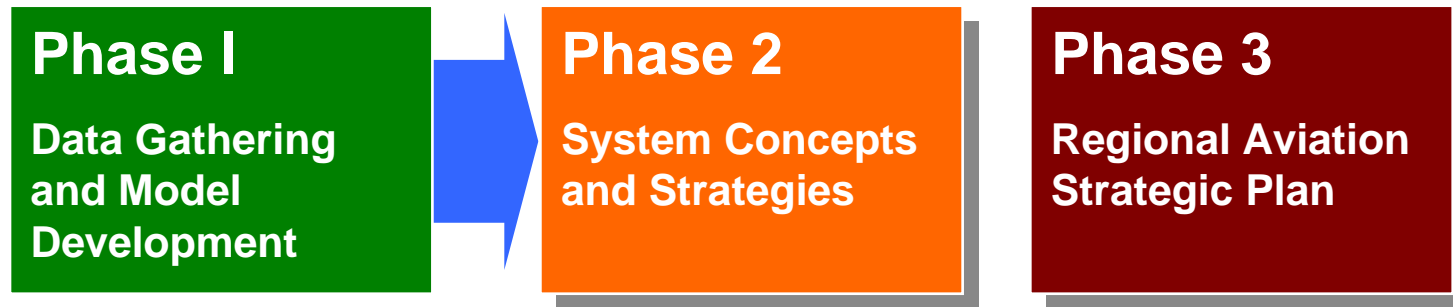 Phase I
Data Gathering
and Model
Development
Phase 2
System Concepts
and Strategies
Phase 3
Regional Aviation
Strategic Plan